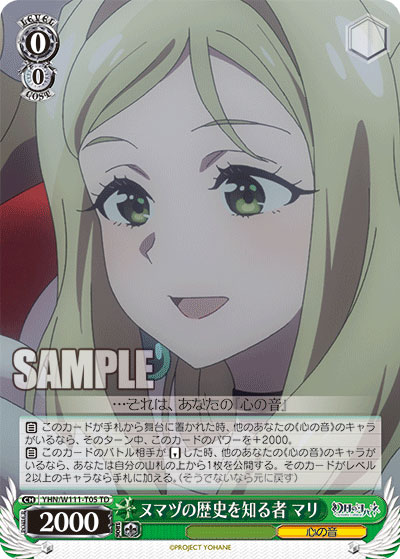 LEVEL
0
0
COST
SAMPLE
…それは、あなたの『心の音』
自 このカードが手札から舞台に置かれた時、他のあなたの《心の音》のキャラ
がいるなら、そのターン中、このカードのパワーを+2000。
自 このカードのバトル相手が した時、他のあなたの《心の音》のキャラが
いるなら、あなたは自分の山札の上から1枚を公開する。そのカードがレベル
2以上のキャラなら手札に加える。(そうでないなら元に戻す)
CH YHN/W111-T05 TD
ヌマヅの歴史を知る者 マリ
2000
心の音
©PROJECT YOHANE